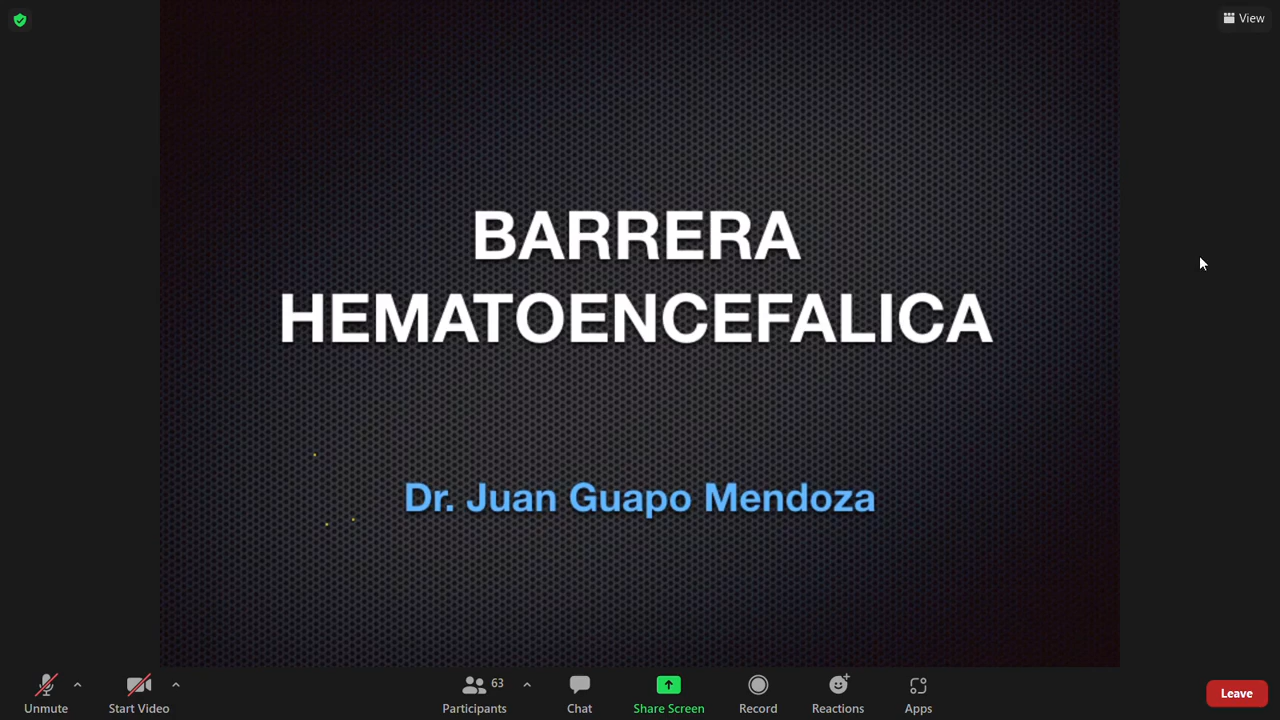 View
BARRERA
HEMATOENCEFALICA
Dr. Juan Guapo Mendoza
63
Unmute
Start Video
Participants
Chat
Share Screen
Record
Reactions
Apps
Leave